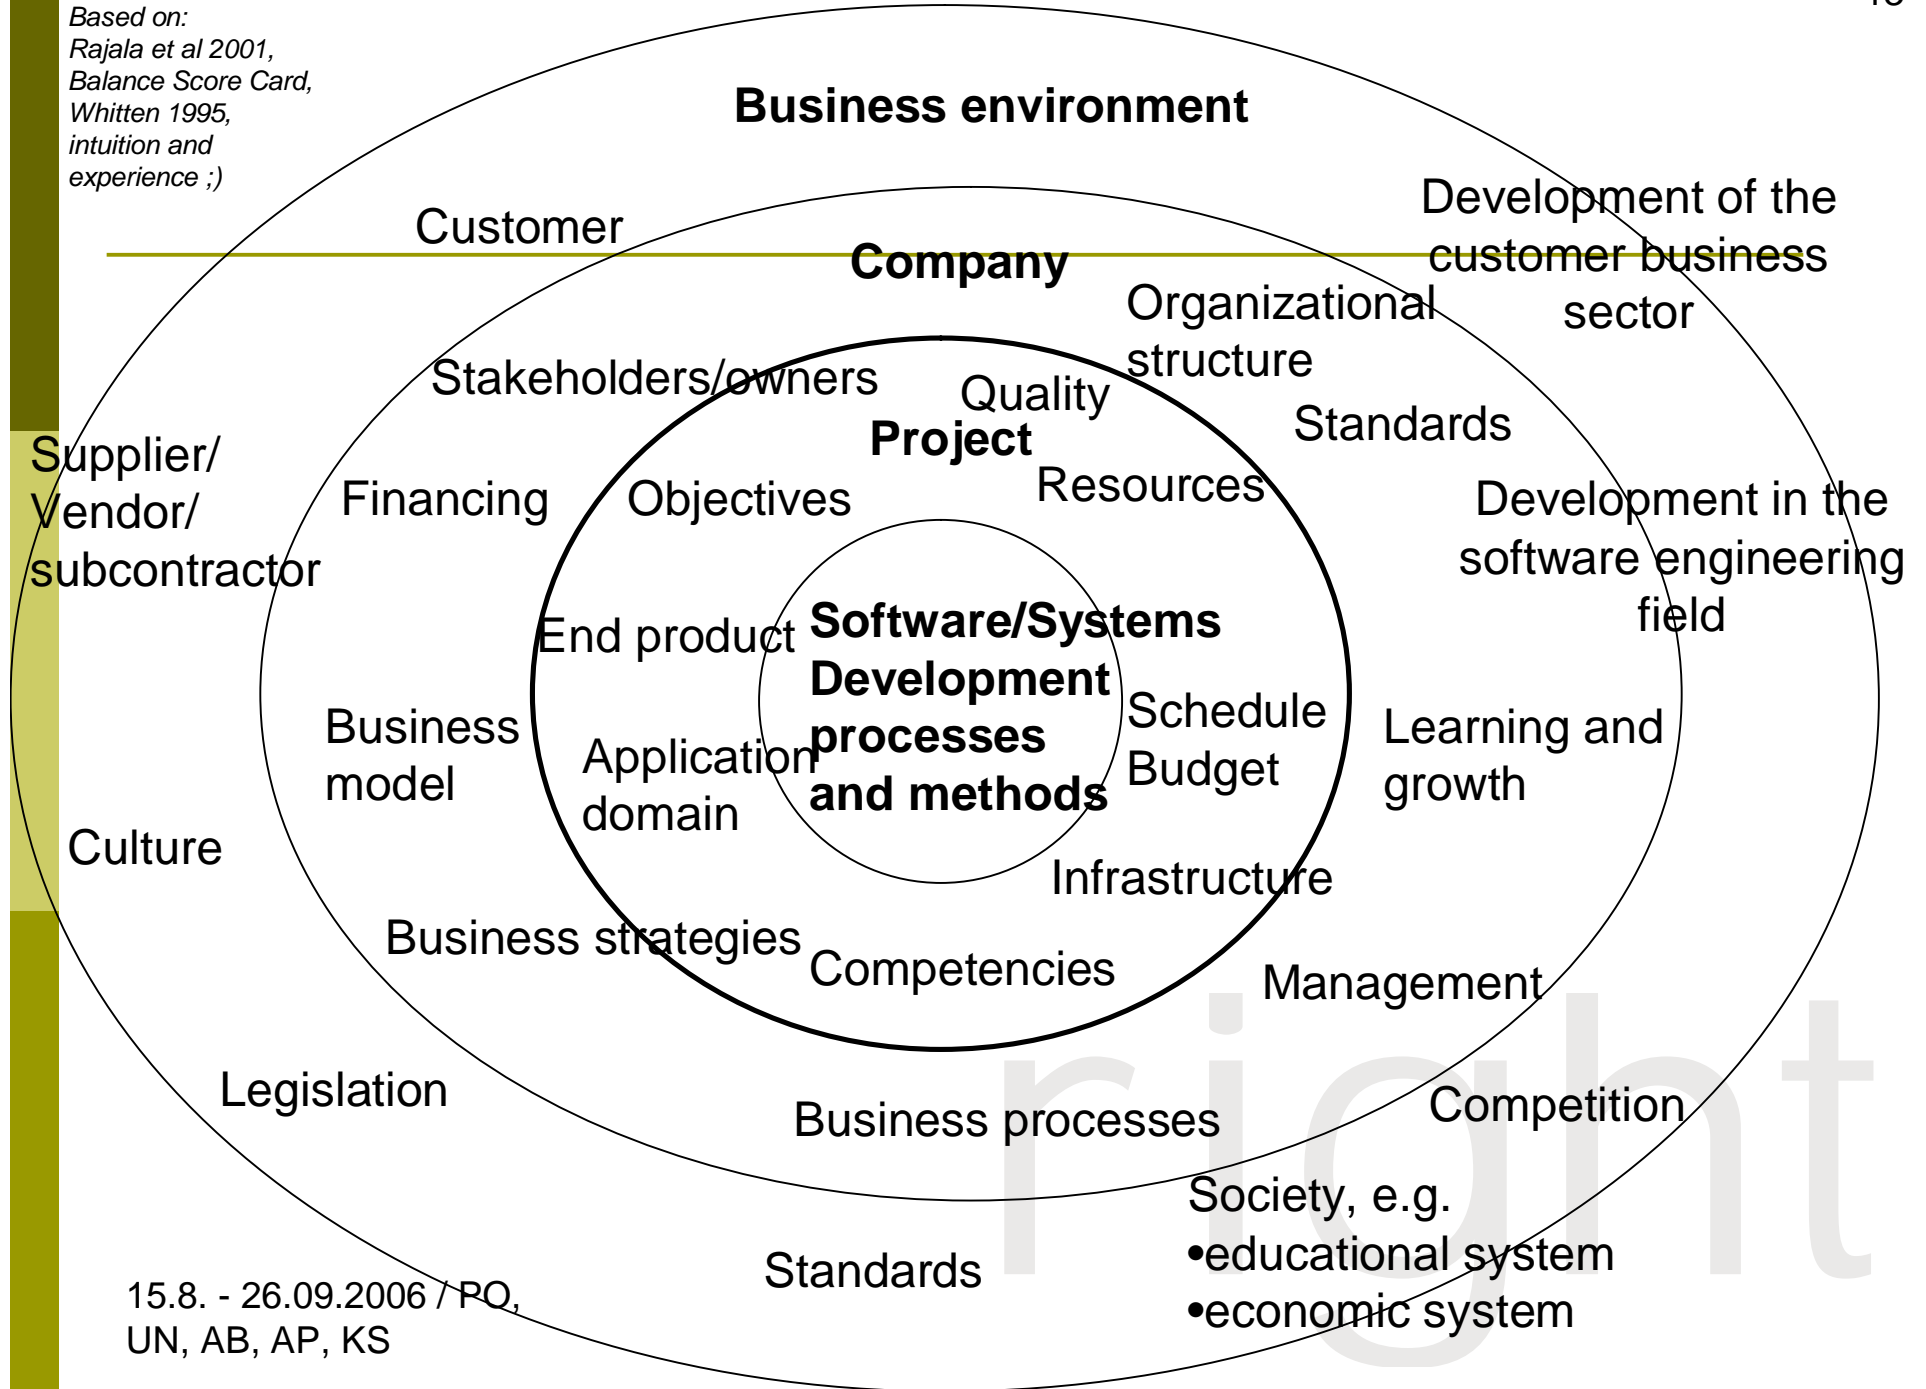 Based on:
Rajala et al 2001,
Balance Score Card,
Whitten 1995,
intuition and
experience ;)
Business environment
Customer
Development of the
customer business
sector
Company
Organizational
structure
Stakeholders/owners
Quality
Project
Standards
Supplier/
Vendor/
subcontractor
Financing
Objectives
Resources
Development in the
software engineering
field
End product
Software/Systems
Development
processes
and methods
Business
model
Application
domain
Schedule
Budget
Learning and
growth
Culture
Infrastructure
Business strategies
Competencies
Management
right
Legislation
Business processes
Competition
Society, e.g.
•educational system
•economic system
Standards
15.8. - 26.09.2006 / PO,
UN, AB, AP, KS